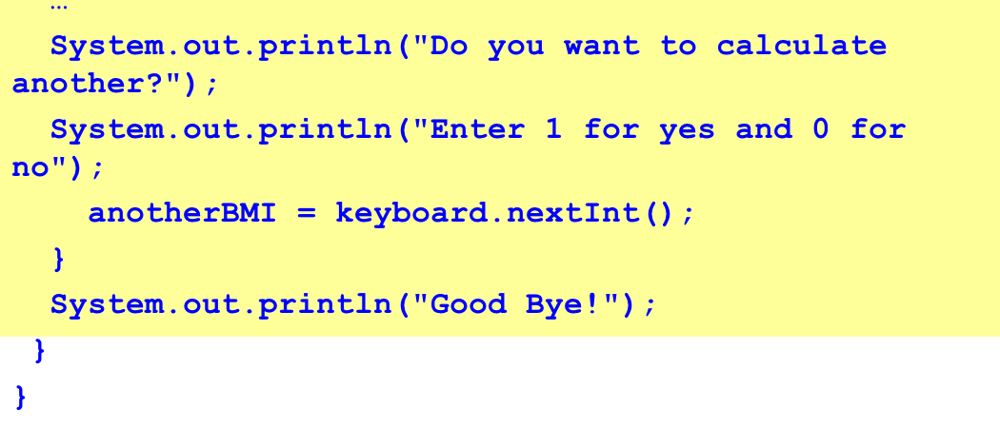 …
System.out.println("Do you want to calculate
another?");
System.out.println("Enter 1 for yes and 0 for
no");
anotherBMI = keyboard.nextInt();
}
System.out.println("Good Bye!");
}
}